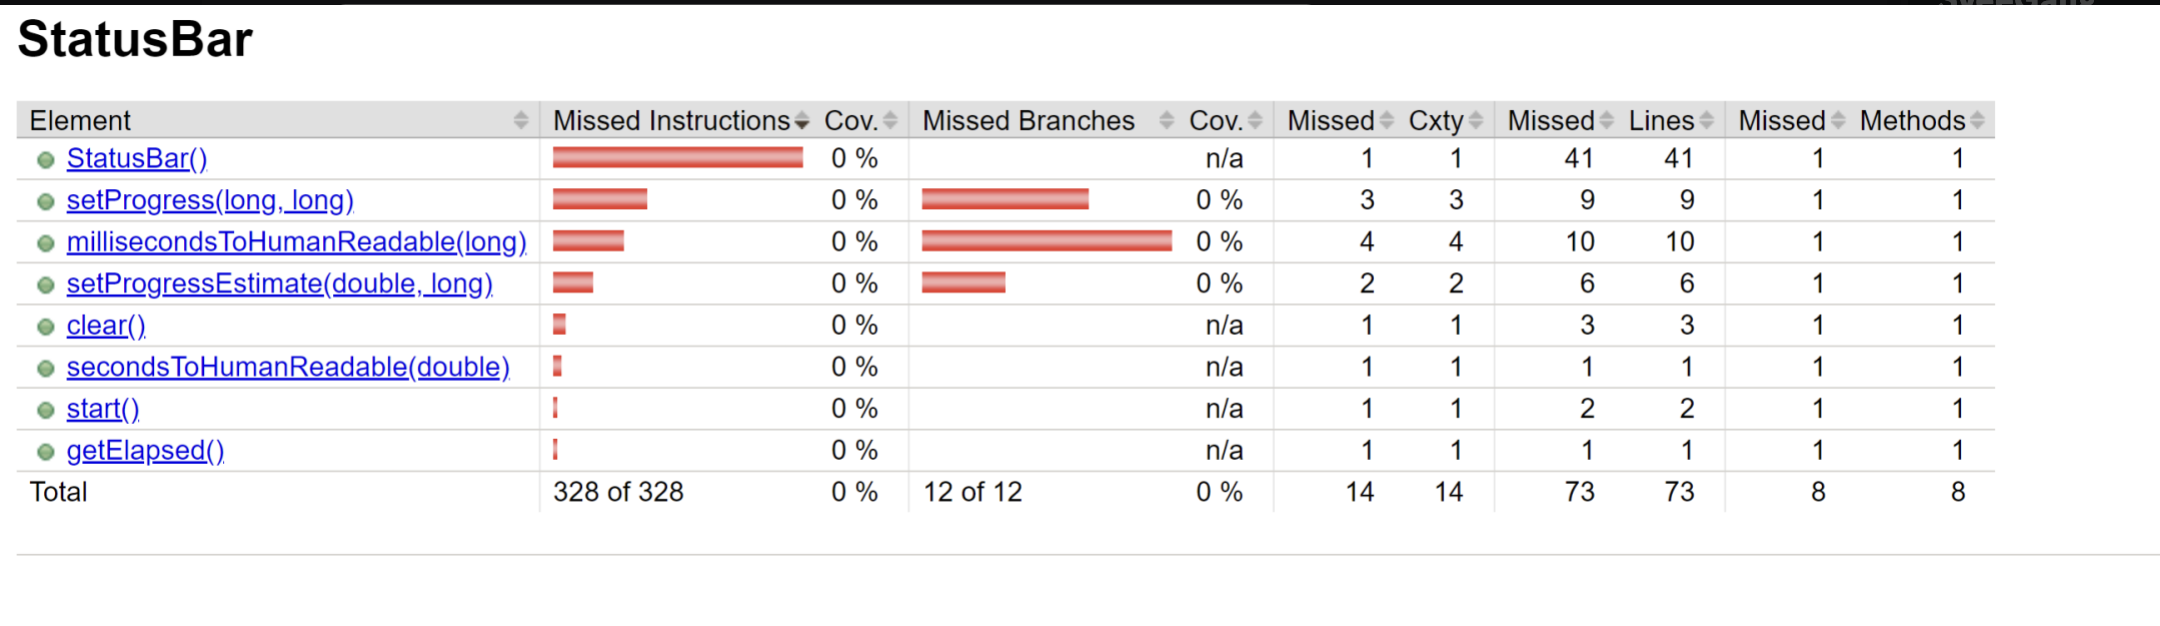 StatusBar
Element Missed Instructions Cov. Missed Branches Cov. Missed Cxty Missed Lines Missed Methods
StatusBar() 0 % n/a 1 1 41 41 1 1
setProgress(long, long) 0 % 0 % 3 3 9 9 1 1
millisecondsToHumanReadable(long) 0 % 0 % 4 4 10 10 1 1
setProgressEstimate(double, long) 0 % 0 % 2 2 6 6 1 1
clear() 0 % n/a 1 1 3 3 1 1
secondsToHumanReadable(double) 0 % n/a 1 1 1 1 1 1
start() 0 % n/a 1 1 2 2 1 1
getElapsed() 0 % n/a 1 1 1 1 1 1
Total 328 of 328 0 % 12 of 12 0 % 14 14 73 73 8 8